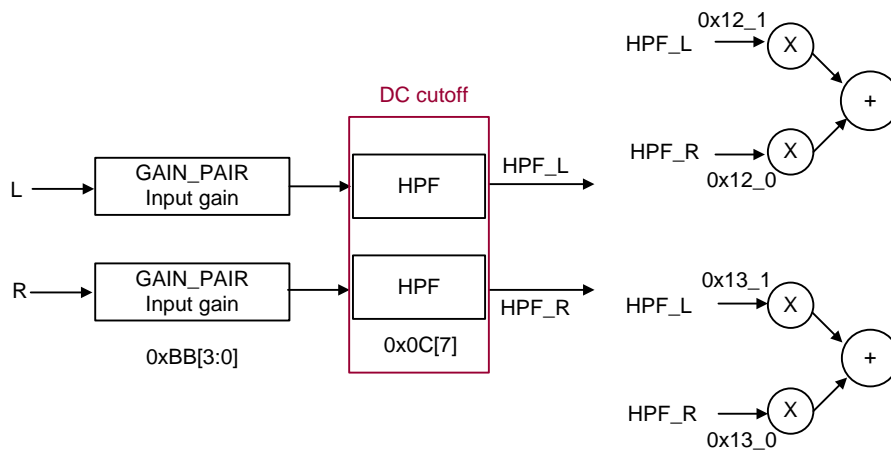 0x12_1
HPF_L
X
DC cutoff
+
HPF_R
X
0x12_0
L
GAIN_PAIR
Input gain
HPF
HPF_L
R
GAIN_PAIR
Input gain
HPF
HPF_R
0xBB[3:0]
0x0C[7]
0x13_1
HPF_L
X
+
HPF_R
X
0x13_0